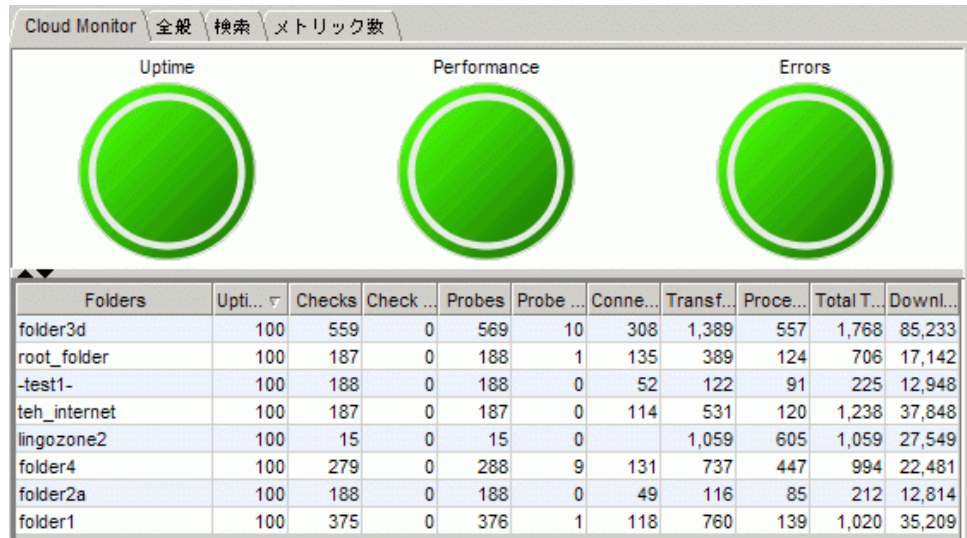 Cloud Monitor 全般 検索 メトリック数
Uptime Performance Errors
Folders Upti... Checks Check ... Probes Probe ... Conne... Transf... Proce... Total T... Downl...
folder3d 100 559 0 569 10 308 1,389 557 1,768 85,233
root_folder 100 187 0 188 1 135 389 124 706 17,142
-test1- 100 188 0 188 0 52 122 91 225 12,948
teh_internet 100 187 0 187 0 114 531 120 1,238 37,848
lingozone2 100 15 0 15 0 1,059 605 1,059 27,549
folder4 100 279 0 288 9 131 737 447 994 22,481
folder2a 100 188 0 188 0 49 116 85 212 12,814
folder1 100 375 0 376 1 118 760 139 1,020 35,209